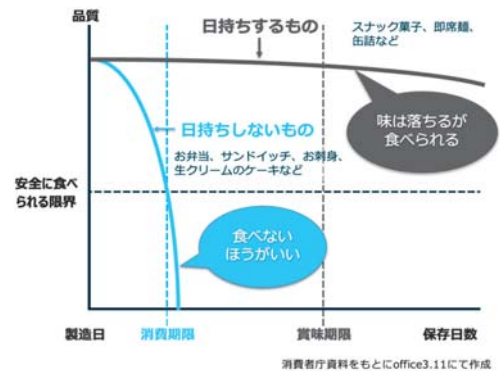 品質
日持ちするもの
スナック菓子、即席麺、
缶詰など
味は落ちるが
食べられる
日持ちしないもの
お弁当、サンドイッチ、お刺身、
生クリームのケーキなど
安全に食べ
られる限界
食べない
ほうがいい
製造日
消費期限
賞味期限
保存日数
消費者庁資料をもとにoffice3.11にて作成